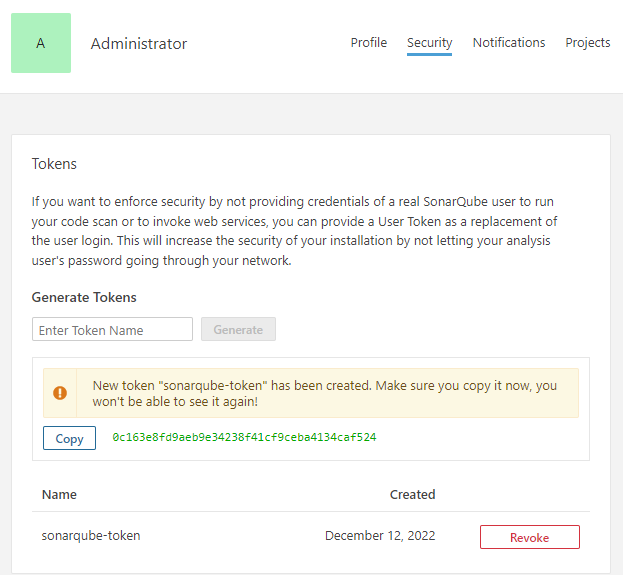 A
Administrator
Profile Security Notifications Projects
Tokens
If you want to enforce security by not providing credentials of a real SonarQube user to run
your code scan or to invoke web services, you can provide a User Token as a replacement of
the user login. This will increase the security of your installation by not letting your analysis
user's password going through your network.
Generate Tokens
Enter Token Name Generate
New token "sonarqube-token" has been created. Make sure you copy it now, you
won't be able to see it again!
Copy 0c163e8fd9aeb9e34238f41cf9ceba4134caf524
Name Created
sonarqube-token December 12, 2022 Revoke